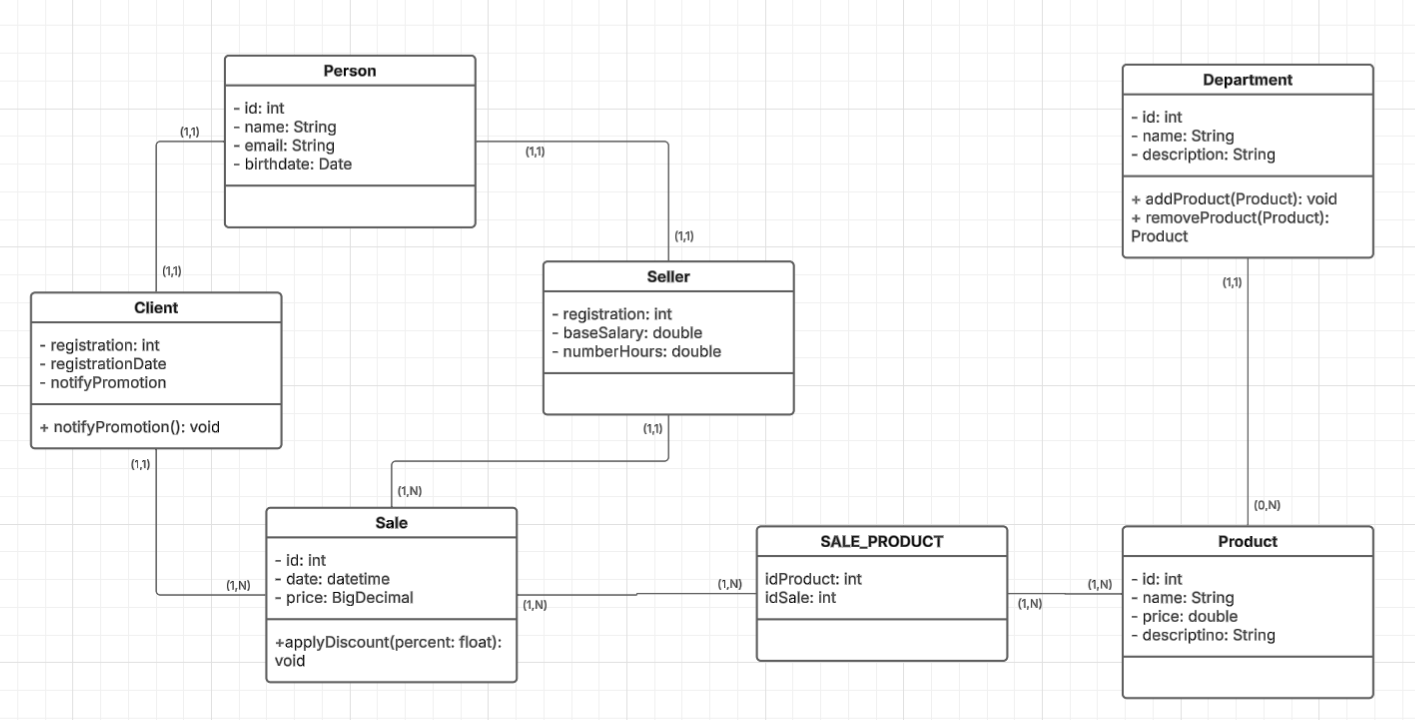 Person
- id: int
- name: String
- email: String
- birthdate: Date
(1,1)
(1,1)
(1,1)
(1,1)
Department
- id: int
- name: String
- description: String
+ addProduct(Product): void
+ removeProduct(Product):
Product
(1,1)
(0,N)
Client
- registration: int
- registrationDate
- notifyPromotion
+ notifyPromotion(): void
(1,1)
(1,N)
Seller
- registration: int
- baseSalary: double
- numberHours: double
(1,1)
(1,N)
Sale
- id: int
- date: datetime
- price: BigDecimal
+applyDiscount(percent: float):
void
(1,N)
(1,N)
SALE_PRODUCT
idProduct: int
idSale: int
(1,N)
(1,N)
Product
- id: int
- name: String
- price: double
- descriptino: String